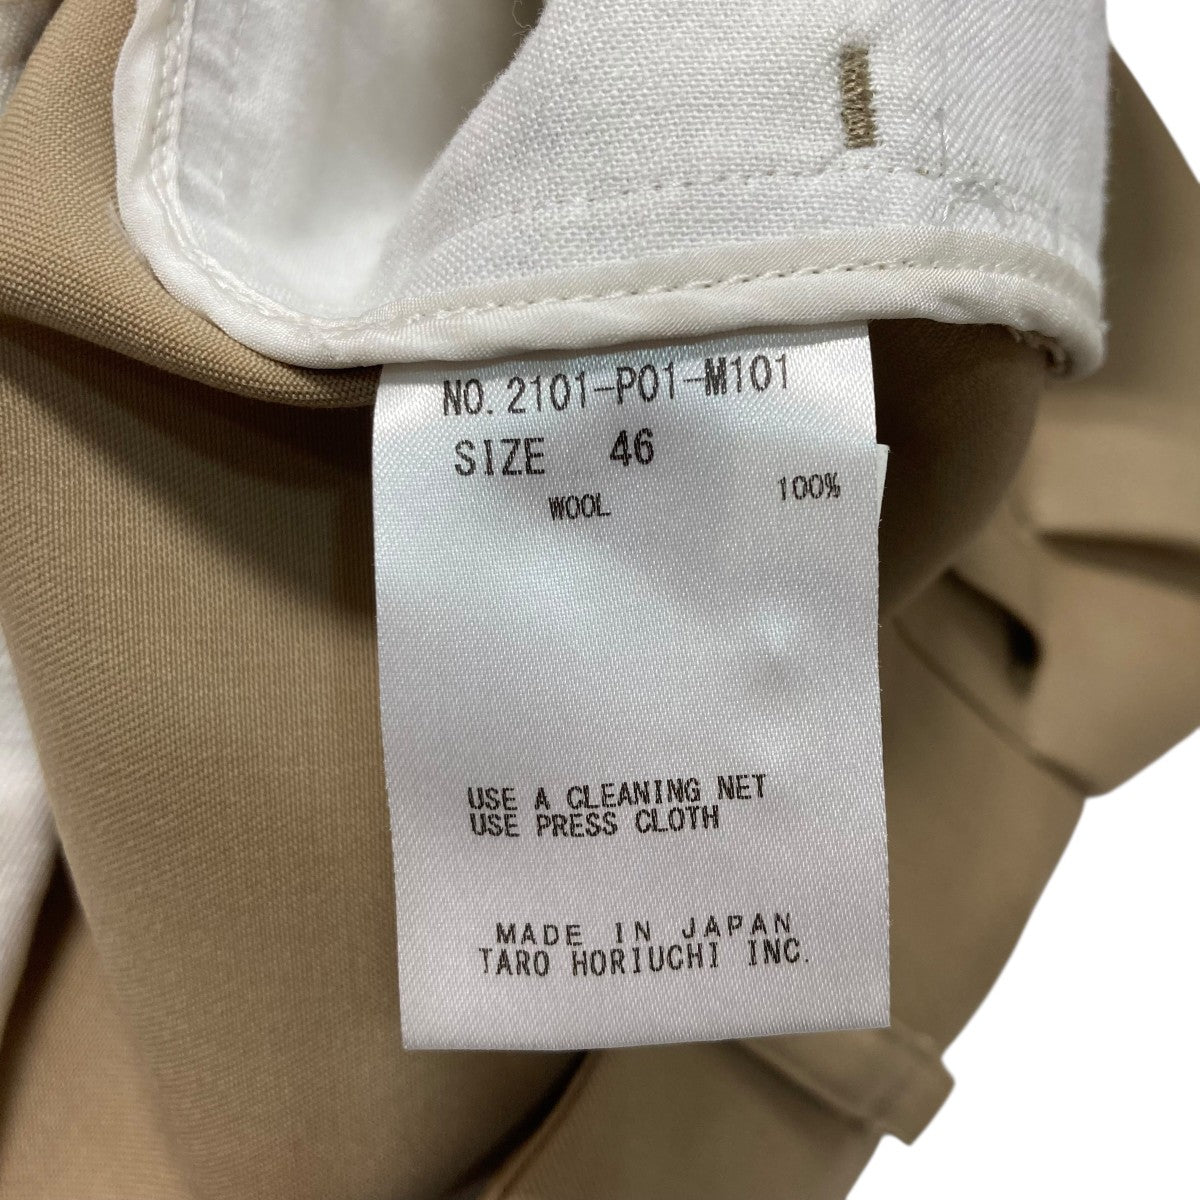 NO. 2101-P01-M101
SIZE 46
WOOL 100%
USE A CLEANING NET
USE PRESS CLOTH
MADE IN JAPAN
TARO HORIUCHI INC.